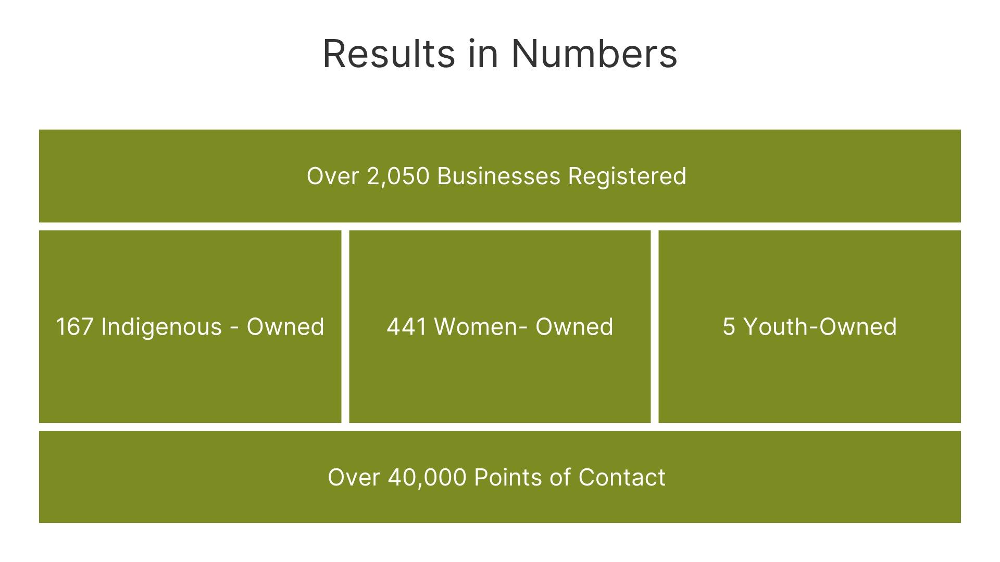 Results in Numbers
Over 2,050 Businesses Registered
167 Indigenous - Owned
441 Women- Owned
5 Youth-Owned
Over 40,000 Points of Contact